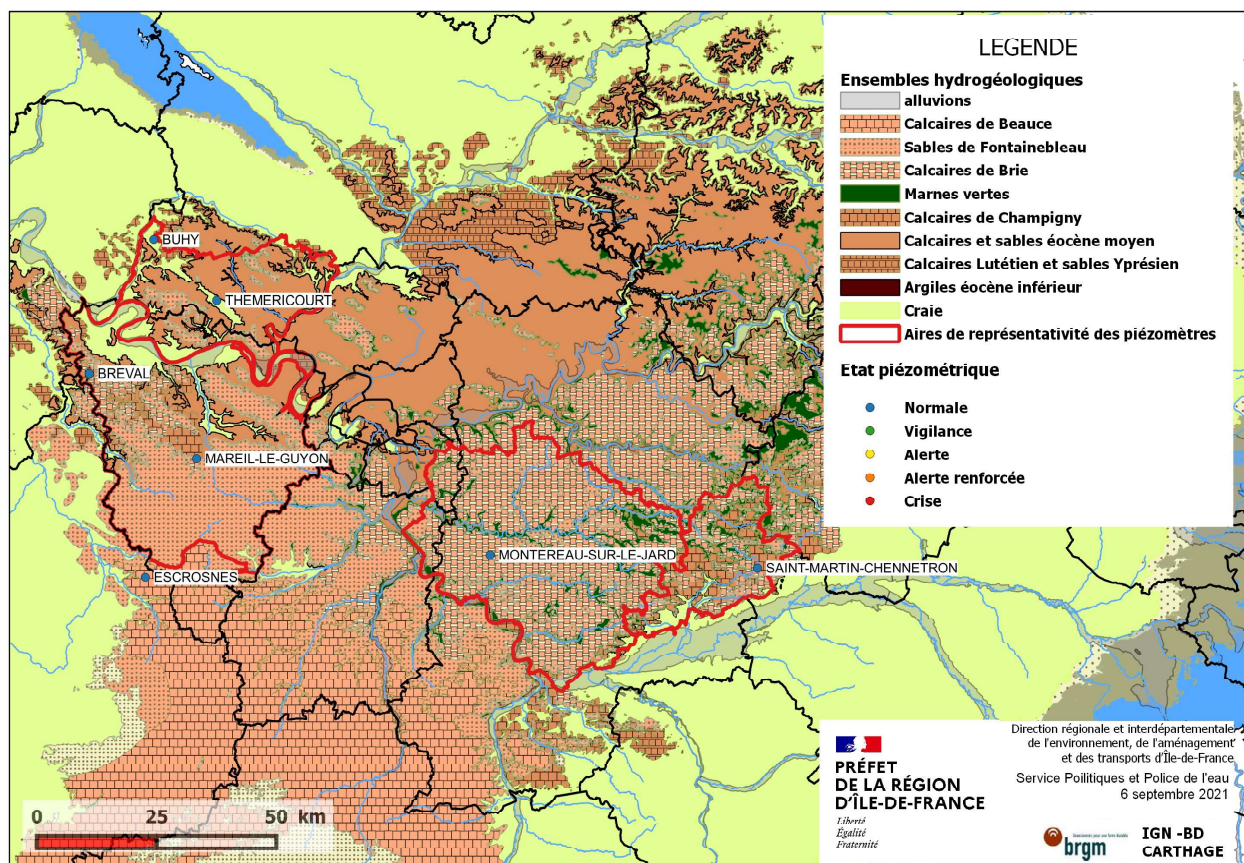 LEGENDE
Ensembles hydrogéologiques
alluvions
Calcaires de Beauce
Sables de Fontainebleau
Calcaires de Brie
Marnes vertes
Calcaires de Champigny
Calcaires et sables éocène moyen
Calcaires Lutétien et sables Yprésien
Argiles éocène inférieur
Craie
Aires de représentativité des piézomètres
Etat piézométrique
Normale
Vigilance
Alerte
Alerte renforcée
Crise
BUHY
THEMERICOURT
BREVAL
MAREIL-LE-GUYON
MONTEREAU-SUR-LE-JARD
SAINT-MARTIN-CHENNETRON
ESCROSNES
0 25 50 km
PRÉFET
DE LA RÉGION
D'ÎLE-DE-FRANCE
Liberté
Égalité
Fraternité
Direction régionale et interdépartementale
de l'environnement, de l'aménagement
et des transports d'Île-de-France
Service Poilitiques et Police de l'eau
6 septembre 2021
brgm
IGN -BD
CARTHAGE